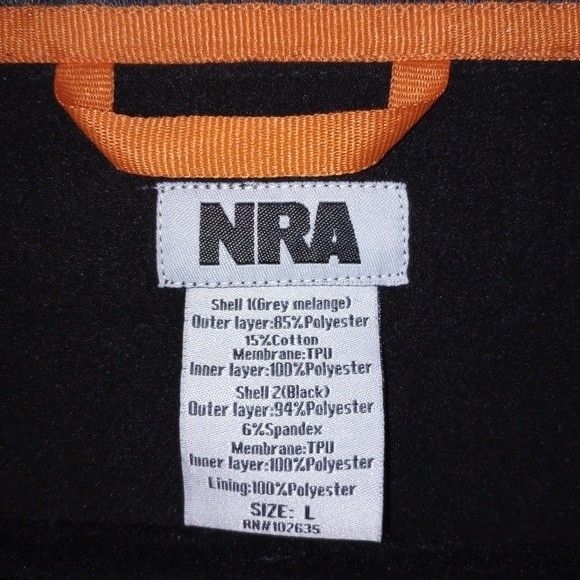 NRA
Shell 1(Grey melange)
Outer layer:85%Polyester
15%Cotton
Membrane:TPU
Inner layer:100%Polyester
Shell 2(Black)
Outer layer:94%Polyester
6%Spandex
Membrane:TPU
Inner layer:100%Polyester
Lining:100%Polyester
SIZE: L
RN#102635